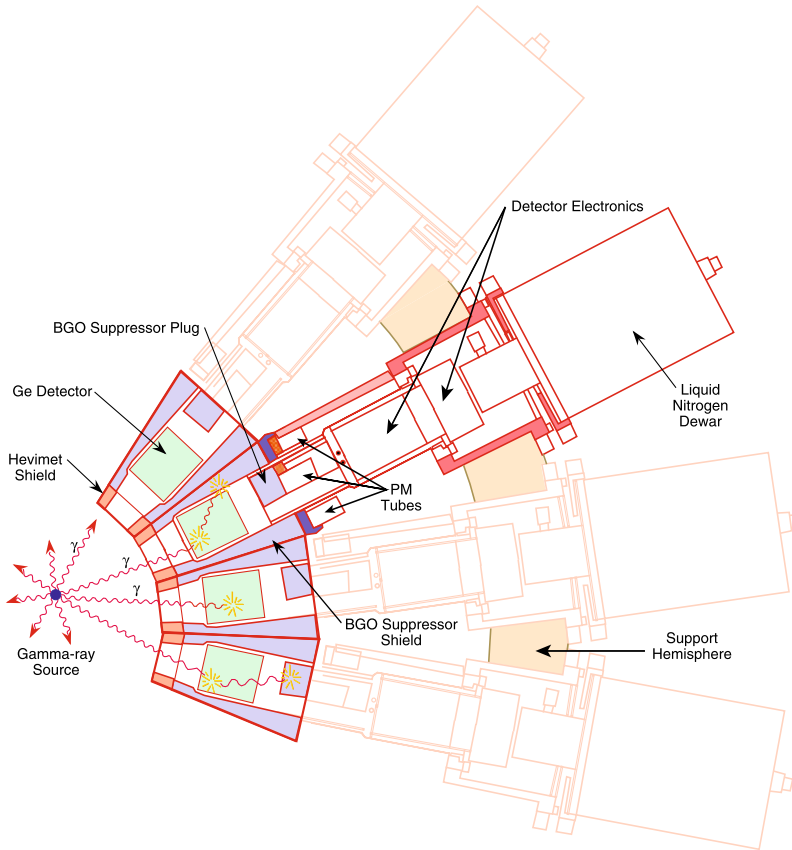 Detector Electronics
BGO Suppressor Plug
Ge Detector
Liquid
Nitrogen
Dewar
Hevimet
Shield
PM
Tubes
γ
γ
γ
BGO Suppressor
Shield
Support
Hemisphere
Gamma-ray
Source